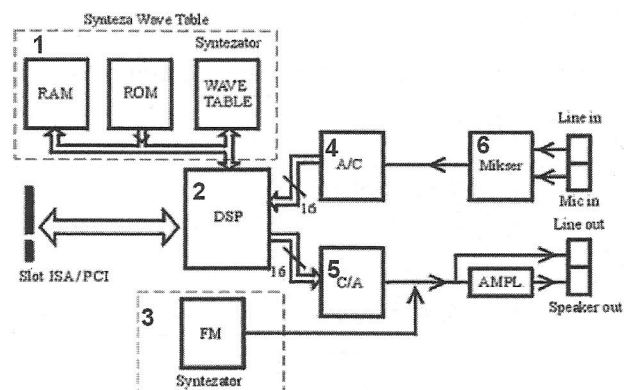 Synteza Wave Table
1
Syntezator
RAM
ROM
WAVE
TABLE
2
DSP
16
16
Slot ISA/PCI
4
A/C
6
Mikser
Line in
Mic in
5
C/A
AMPL
Line out
Speaker out
3
FM
Syntezator